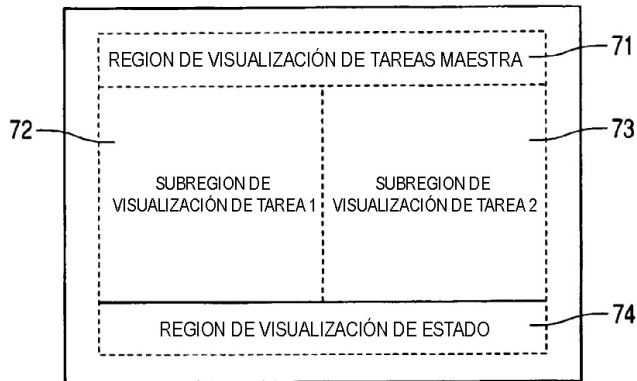 REGION DE VISUALIZACIÓN DE TAREAS MAESTRA
71
72
73
SUBREGION DE
VISUALIZACIÓN DE TAREA 1
SUBREGION DE
VISUALIZACIÓN DE TAREA 2
REGION DE VISUALIZACIÓN DE ESTADO
74